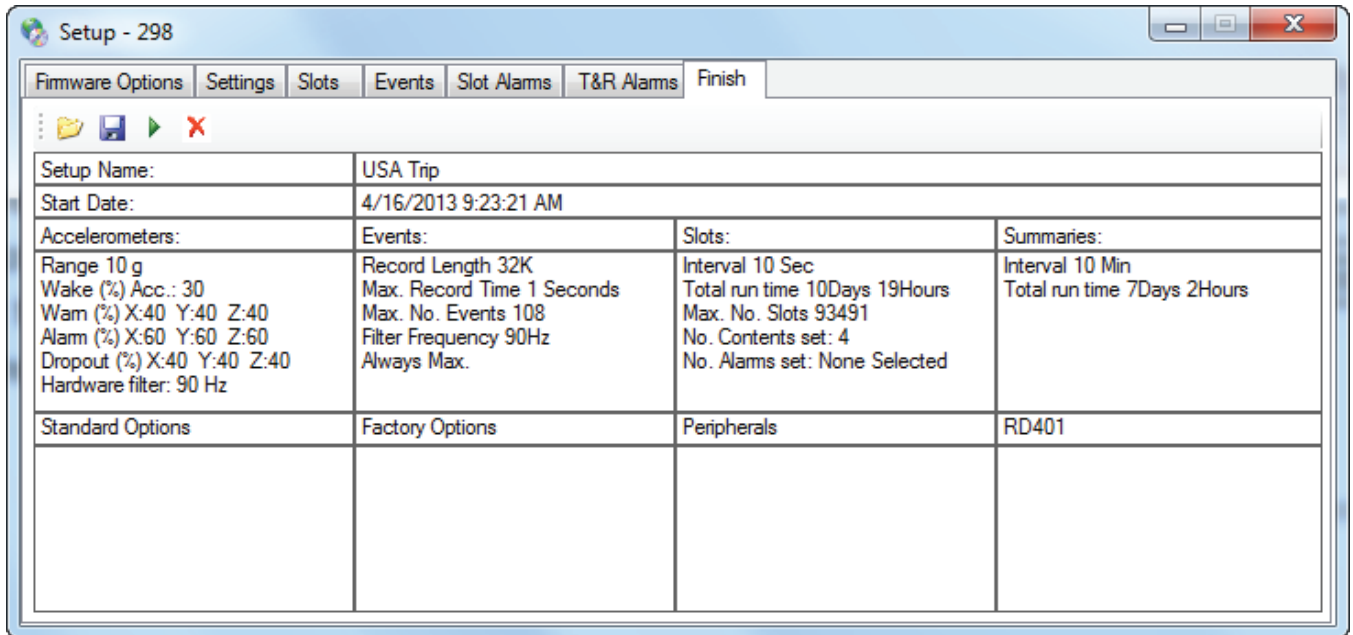 Setup - 298
Firmware Options Settings Slots Events Slot Alarms T&R Alarms Finish
Setup Name: USA Trip
Start Date: 4/16/2013 9:23:21 AM
Accelerometers: Events: Slots: Summaries:
Range 10 g Record Length 32K Interval 10 Sec Interval 10 Min
Wake (%) Acc.: 30 Max. Record Time 1 Seconds Total run time 10Days 19Hours Total run time 7Days 2Hours
Warn (%) X:40 Y:40 Z:40 Max. No. Events 108 Max. No. Slots 93491
Alarm (%) X:60 Y:60 Z:60 Filter Frequency 90Hz No. Contents set: 4
Dropout (%) X:40 Y:40 Z:40 Always Max. No. Alarms set: None Selected
Hardware filter: 90 Hz
Standard Options Factory Options Peripherals RD401